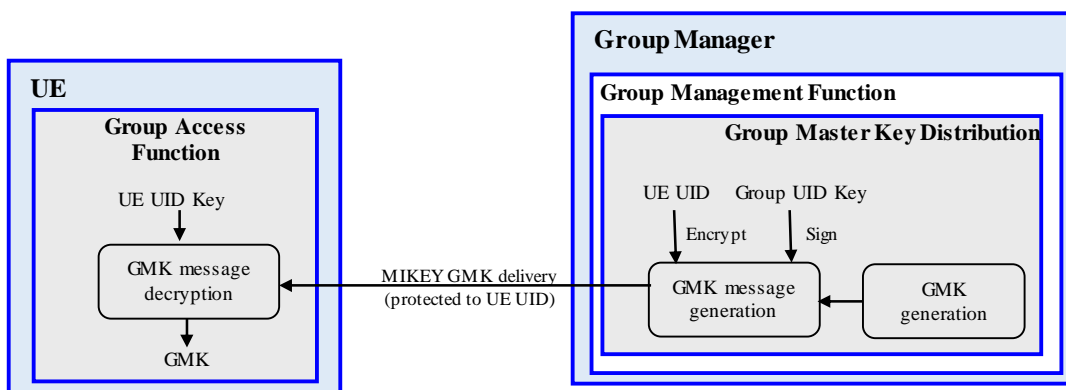 UE
Group Access
Function
UE UID Key
GMK message
decryption
GMK
MIKEY GMK delivery
(protected to UE UID)
Group Manager
Group Management Function
Group Master Key Distribution
UE UID
Group UID Key
Encrypt
Sign
GMK message
generation
GMK
generation